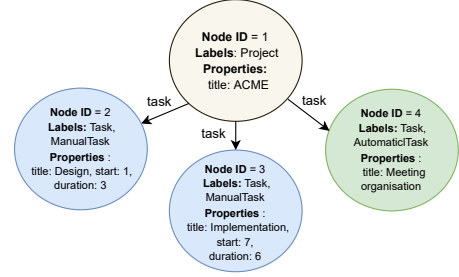 Node ID = 1
Labels: Project
Properties:
title: ACME
task
task
task
Node ID = 2
Labels: Task,
ManualTask
Properties :
title: Design, start: 1,
duration: 3
Node ID = 3
Labels: Task,
ManualTask
Properties :
title: Implementation,
start: 7,
duration: 6
Node ID = 4
Labels: Task,
AutomaticlTask
Properties :
title: Meeting
organisation